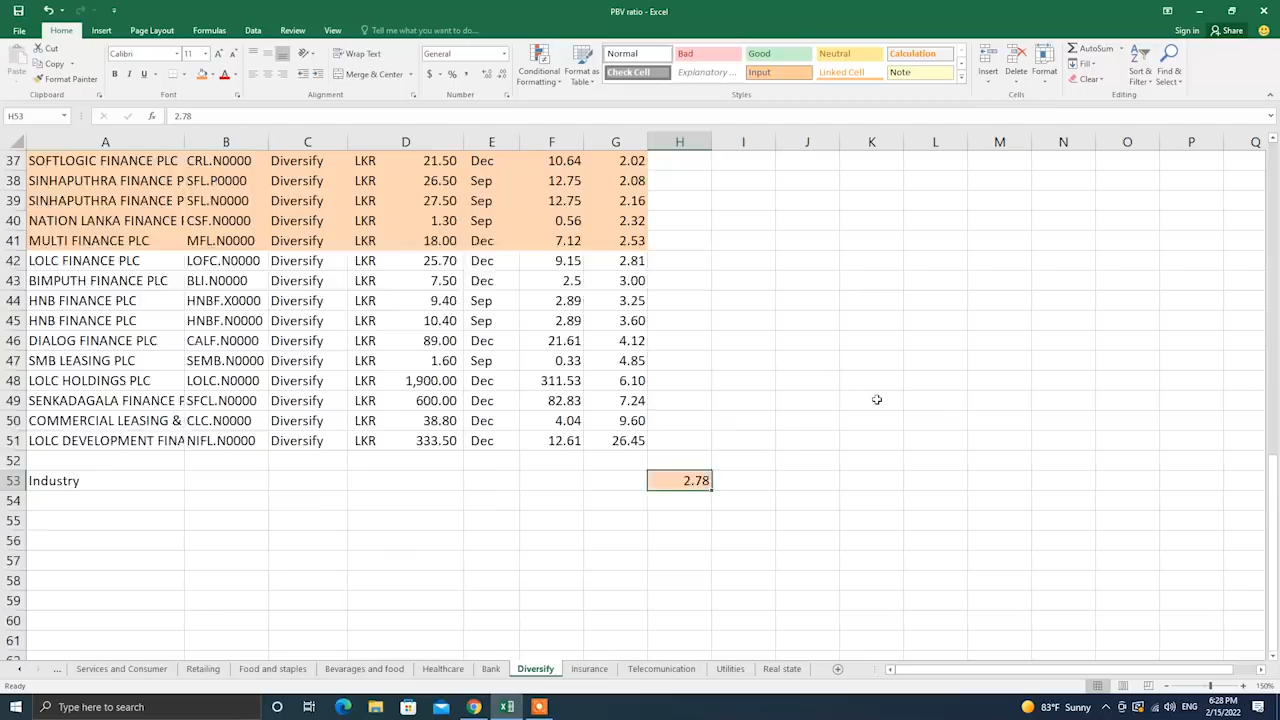 PBV ratio - Excel
Sign in Share
File Home Insert Page Layout Formulas Data Review View Tell me what you want to do...
Paste Cut Copy Format Painter Clipboard
Calibri 11 B I U A Font
Wrap Text Merge & Center Alignment
General $ % Number
Conditional Formatting Format as Table
Normal Bad Good Neutral Calculation
Check Cell Explanatory ... Input Linked Cell Note
Styles
Insert Delete Format Cells
AutoSum Fill Clear Sort & Filter Find & Select Editing
H53 fx 2.78
A B C D E F G H I J K L M N O P Q
37 SOFTLOGIC FINANCE PLC CRL.N0000 Diversify LKR 21.50 Dec 10.64 2.02
38 SINHAPUTHRA FINANCE P SFL.P0000 Diversify LKR 26.50 Sep 12.75 2.08
39 SINHAPUTHRA FINANCE P SFL.N0000 Diversify LKR 27.50 Sep 12.75 2.16
40 NATION LANKA FINANCE CSF.N0000 Diversify LKR 1.30 Sep 0.56 2.32
41 MULTI FINANCE PLC MFL.N0000 Diversify LKR 18.00 Dec 7.12 2.53
42 LOLC FINANCE PLC LOFC.N0000 Diversify LKR 25.70 Dec 9.15 2.81
43 BIMPUTH FINANCE PLC BLI.N0000 Diversify LKR 7.50 Dec 2.5 3.00
44 HNB FINANCE PLC HNBF.X0000 Diversify LKR 9.40 Sep 2.89 3.25
45 HNB FINANCE PLC HNBF.N0000 Diversify LKR 10.40 Sep 2.89 3.60
46 DIALOG FINANCE PLC CALF.N0000 Diversify LKR 89.00 Dec 21.61 4.12
47 SMB LEASING PLC SEMB.N0000 Diversify LKR 1.60 Sep 0.33 4.85
48 LOLC HOLDINGS PLC LOLC.N0000 Diversify LKR 1,900.00 Dec 311.53 6.10
49 SENKADAGALA FINANCE SFCL.N0000 Diversify LKR 600.00 Dec 82.83 7.24
50 COMMERCIAL LEASING & CLC.N0000 Diversify LKR 38.80 Dec 4.04 9.60
51 LOLC DEVELOPMENT FINA NIFL.N0000 Diversify LKR 333.50 Dec 12.61 26.45
52
53 Industry 2.78
54
55
56
57
58
59
60
61
... Services and Consumer Retailing Food and staples Bevarages and food Healthcare Bank Diversify Insurance Telecomunication Utilities Real state
Ready 150%
Type here to search 83°F Sunny ENG 6:28 PM
2/15/2022